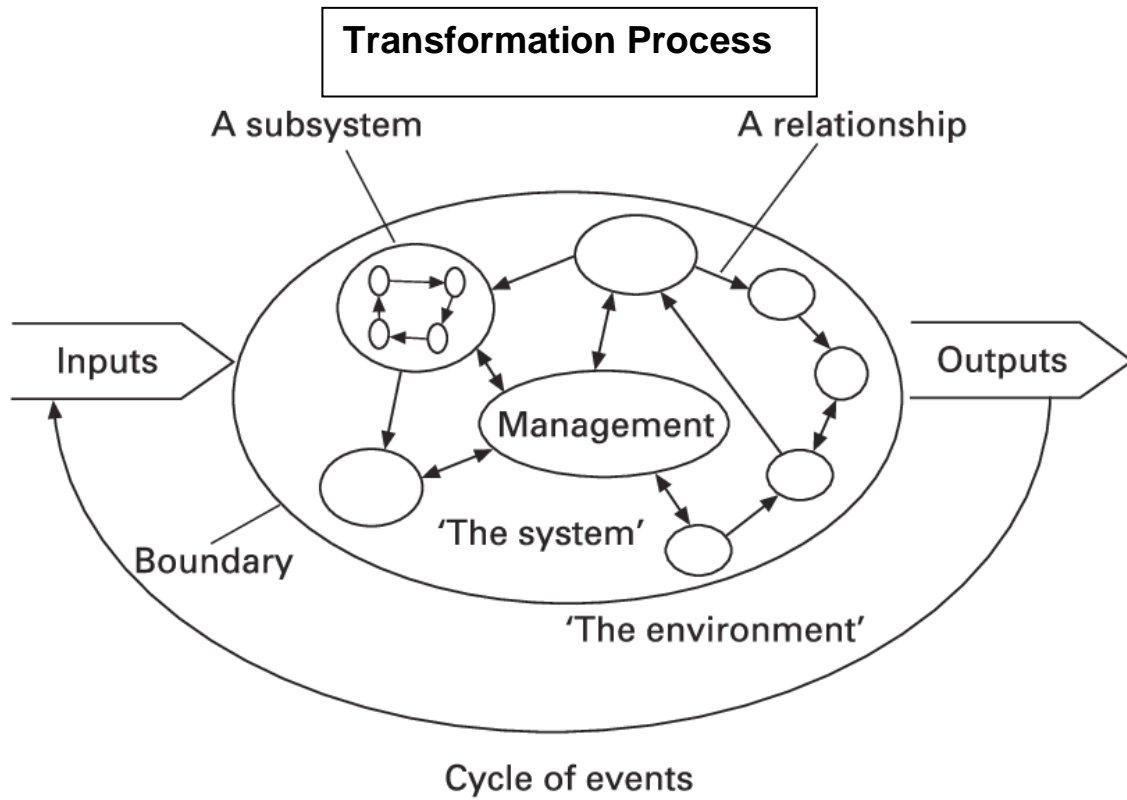 Transformation Process
A subsystem
A relationship
Inputs
Outputs
Management
'The system'
Boundary
'The environment'
Cycle of events